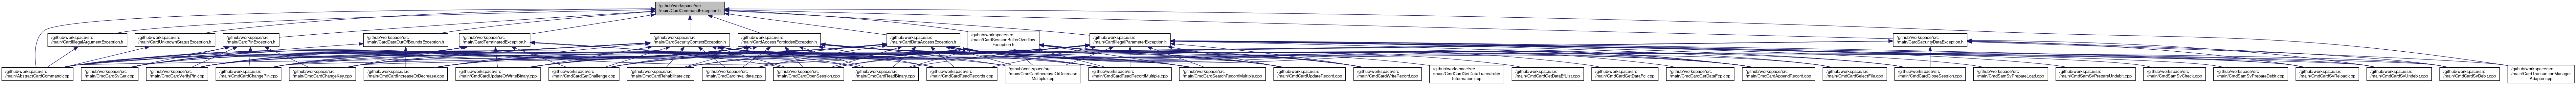 /github/workspace/src
/main/CardCommandException.h
/github/workspace/src
/main/CardIllegalArgumentException.h
/github/workspace/src
/main/CardUnknownStatusException.h
/github/workspace/src
/main/CardPinException.h
/github/workspace/src
/main/CardDataOutOfBoundsException.h
/github/workspace/src
/main/CardTerminatedException.h
/github/workspace/src
/main/CardSecurityContextException.h
/github/workspace/src
/main/CardAccessForbiddenException.h
/github/workspace/src
/main/CardDataAccessException.h
/github/workspace/src
/main/CardSessionBufferOverflow
Exception.h
/github/workspace/src
/main/CardIllegalParameterException.h
/github/workspace/src
/main/CardSecurityDataException.h
/github/workspace/src
/main/AbstractCardCommand.cpp
/github/workspace/src
/main/CmdCardSvGet.cpp
/github/workspace/src
/main/CmdCardVerifyPin.cpp
/github/workspace/src
/main/CmdCardChangePin.cpp
/github/workspace/src
/main/CmdCardChangeKey.cpp
/github/workspace/src
/main/CmdCardIncreaseOrDecrease.cpp
/github/workspace/src
/main/CmdCardUpdateOrWriteBinary.cpp
/github/workspace/src
/main/CmdCardGetChallenge.cpp
/github/workspace/src
/main/CmdCardRehabilitate.cpp
/github/workspace/src
/main/CmdCardInvalidate.cpp
/github/workspace/src
/main/CmdCardOpenSession.cpp
/github/workspace/src
/main/CmdCardReadBinary.cpp
/github/workspace/src
/main/CmdCardReadRecords.cpp
/github/workspace/src
/main/CmdCardIncreaseOrDecrease
Multiple.cpp
/github/workspace/src
/main/CmdCardReadRecordMultiple.cpp
/github/workspace/src
/main/CmdCardSearchRecordMultiple.cpp
/github/workspace/src
/main/CmdCardUpdateRecord.cpp
/github/workspace/src
/main/CmdCardWriteRecord.cpp
/github/workspace/src
/main/CmdCardGetDataTraceability
Information.cpp
/github/workspace/src
/main/CmdCardGetDataEfList.cpp
/github/workspace/src
/main/CmdCardGetDataFci.cpp
/github/workspace/src
/main/CmdCardGetDataFcp.cpp
/github/workspace/src
/main/CmdCardAppendRecord.cpp
/github/workspace/src
/main/CmdCardSelectFile.cpp
/github/workspace/src
/main/CmdCardCloseSession.cpp
/github/workspace/src
/main/CmdSamSvPrepareLoad.cpp
/github/workspace/src
/main/CmdSamSvPrepareUndebit.cpp
/github/workspace/src
/main/CmdSamSvCheck.cpp
/github/workspace/src
/main/CmdSamSvPrepareDebit.cpp
/github/workspace/src
/main/CmdCardSvReload.cpp
/github/workspace/src
/main/CmdCardSvUndebit.cpp
/github/workspace/src
/main/CmdCardSvDebit.cpp
/github/workspace/src
/main/CardTransactionManager
Adapter.cpp